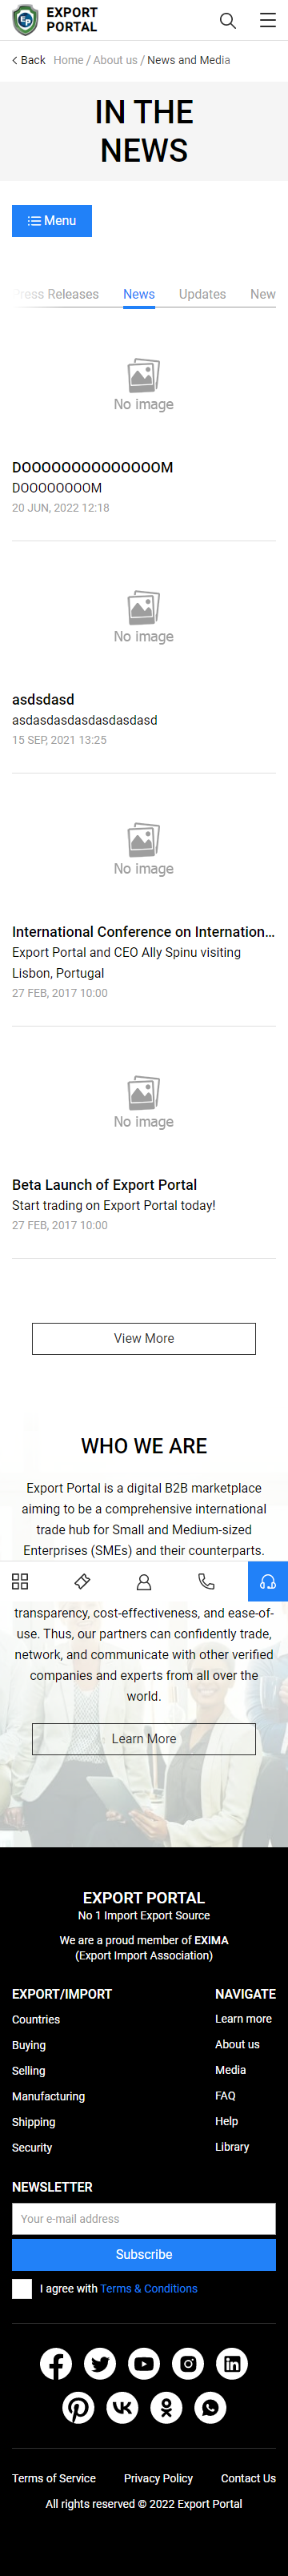 EXPORT
PORTAL
Back Home / About us / News and Media
IN THE
NEWS
Menu
Press Releases News Updates New
No image
DOOOOOOOOOOOOOOM
DOOOOOOOOM
20 JUN, 2022 12:18
No image
asdsdasd
asdasdasdasdasdasdasd
15 SEP, 2021 13:25
No image
International Conference on Internation...
Export Portal and CEO Ally Spinu visiting
Lisbon, Portugal
27 FEB, 2017 10:00
No image
Beta Launch of Export Portal
Start trading on Export Portal today!
27 FEB, 2017 10:00
View More
WHO WE ARE
Export Portal is a digital B2B marketplace
aiming to be a comprehensive international
trade hub for Small and Medium-sized
Enterprises (SMEs) and their counterparts.
transparency, cost-effectiveness, and ease-of-
use. Thus, our partners can confidently trade,
network, and communicate with other verified
companies and experts from all over the
world.
Learn More
EXPORT PORTAL
No 1 Import Export Source
We are a proud member of EXIMA
(Export Import Association)
EXPORT/IMPORT
Countries
Buying
Selling
Manufacturing
Shipping
Security
NAVIGATE
Learn more
About us
Media
FAQ
Help
Library
NEWSLETTER
Your e-mail address
Subscribe
I agree with Terms & Conditions
Terms of Service Privacy Policy Contact Us
All rights reserved © 2022 Export Portal